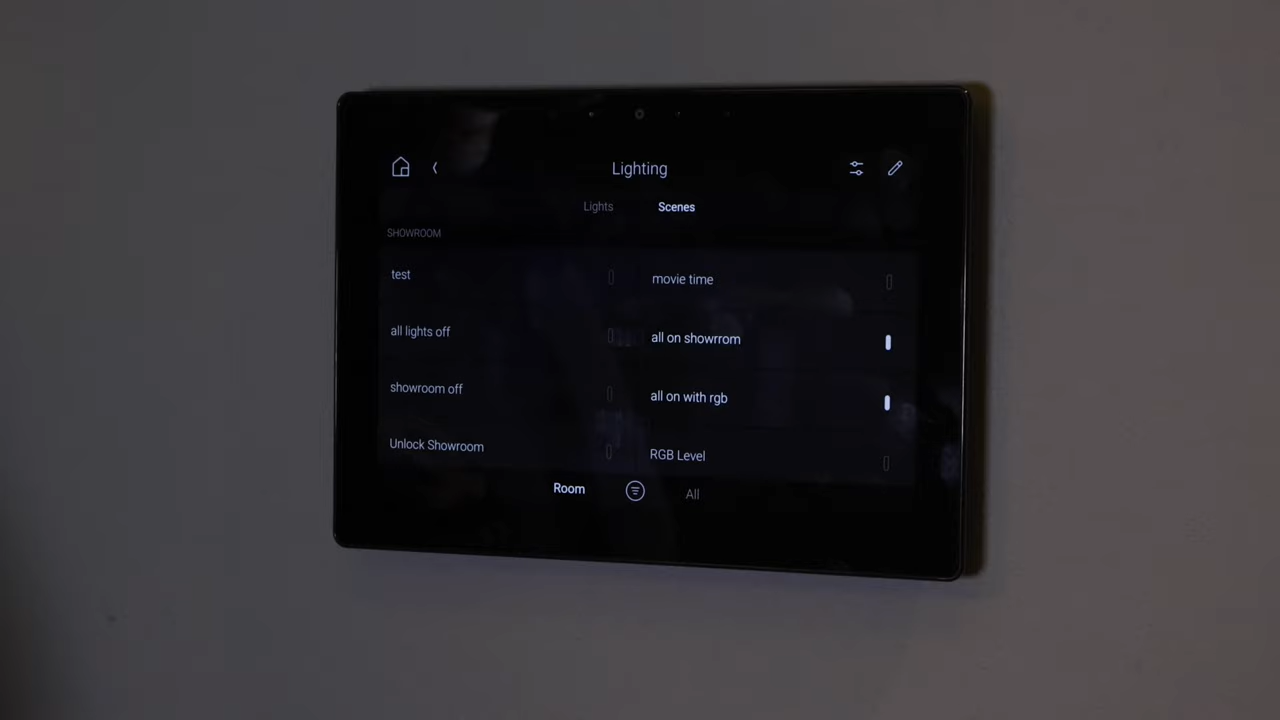 Lighting
Lights Scenes
SHOWROOM
test
movie time
all lights off
all on showrrom
showroom off
all on with rgb
Unlock Showroom
RGB Level
Room
All